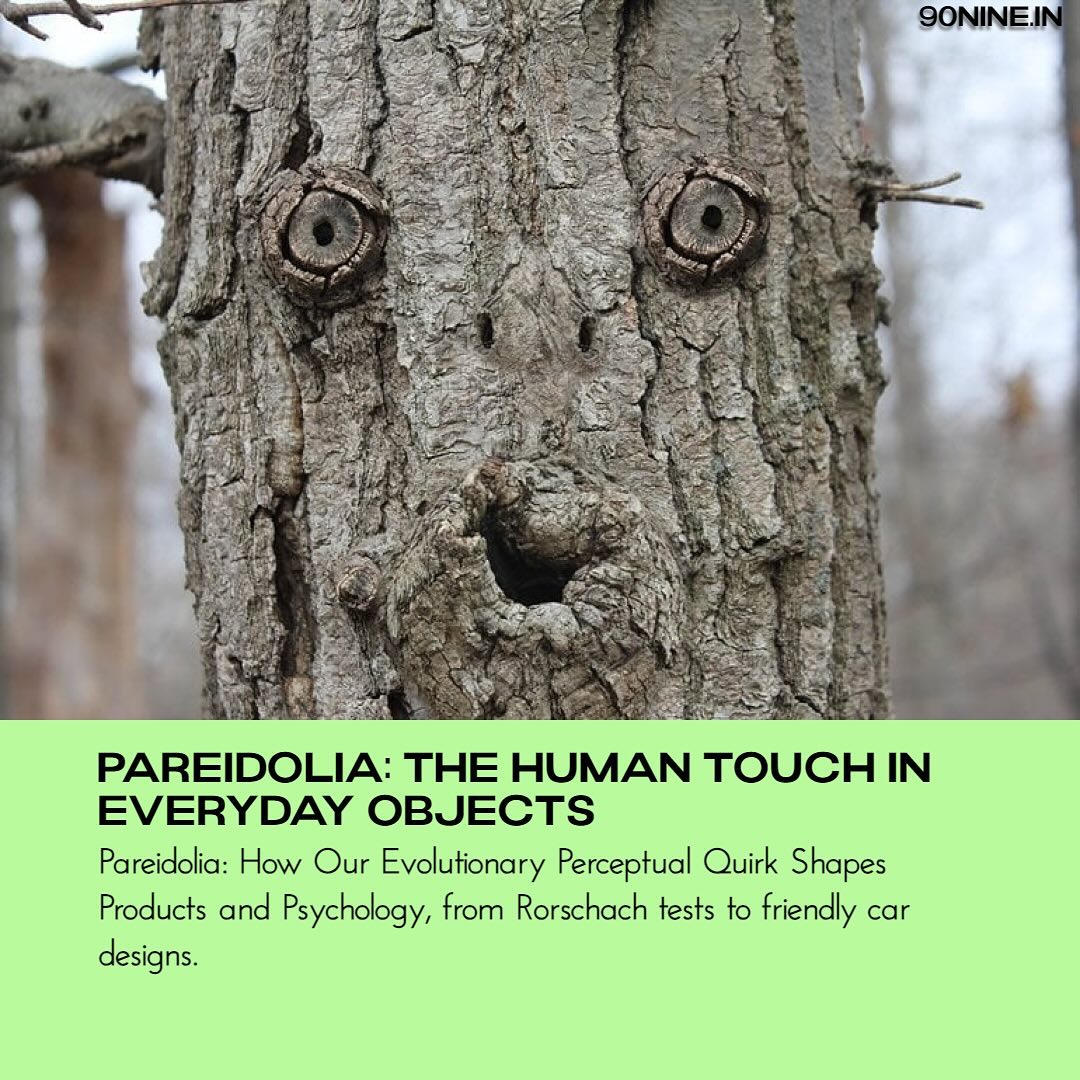 90NINE.IN
PAREIDOLIA: THE HUMAN TOUCH IN
EVERYDAY OBJECTS
Pareidolia: How Our Evolutionary Perceptual Quirk Shapes
Products and Psychology, from Rorschach tests to friendly car
designs.